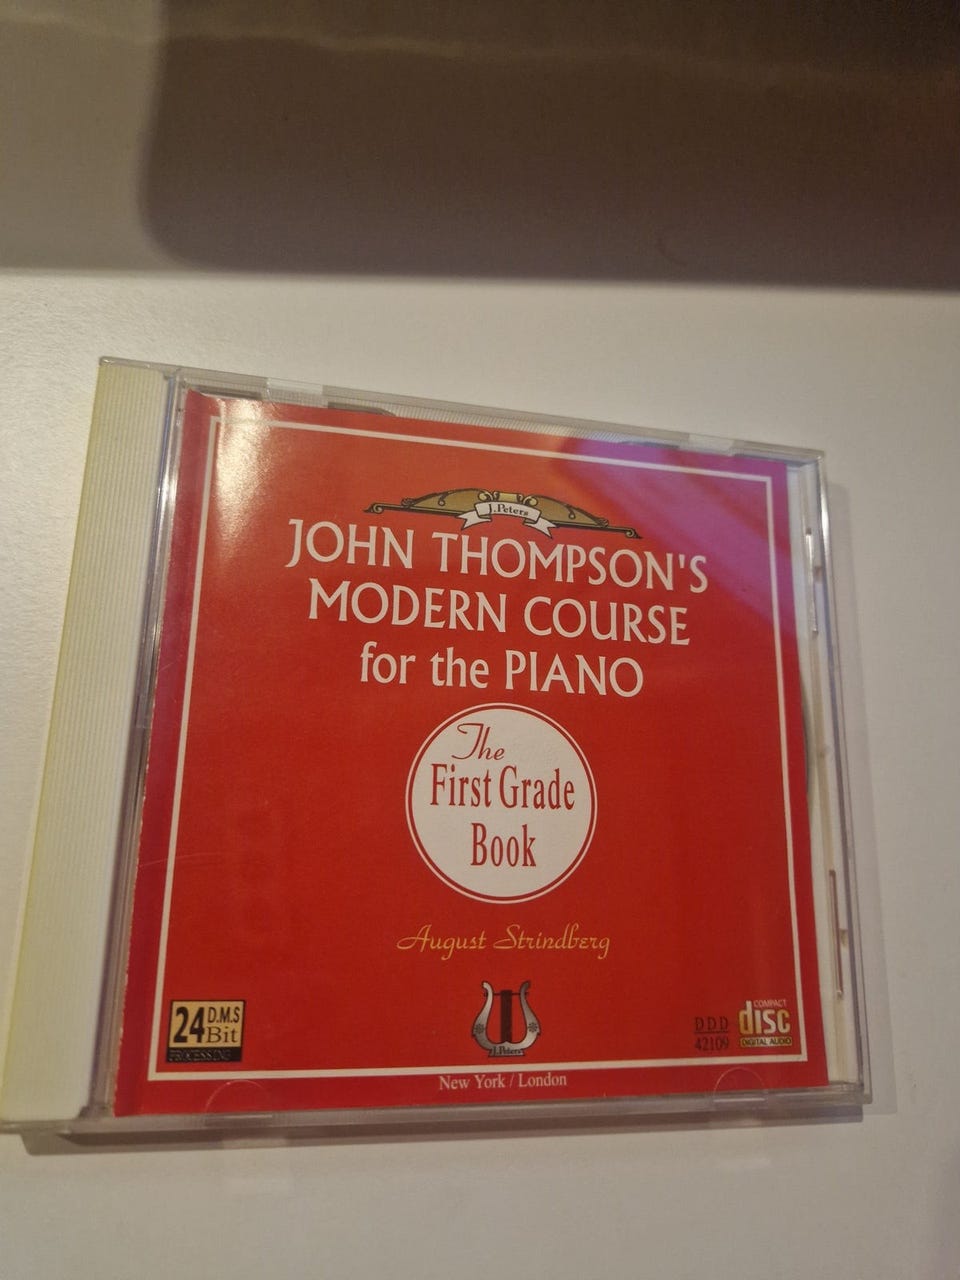 J.Peters
JOHN THOMPSON'S
MODERN COURSE
for the PIANO
The
First Grade
Book
August Strindberg
24 D.M.S
Bit
PROCESSING
J.Peters
DDD
42109
COMPACT
disc
DIGITAL AUDIO
New York / London